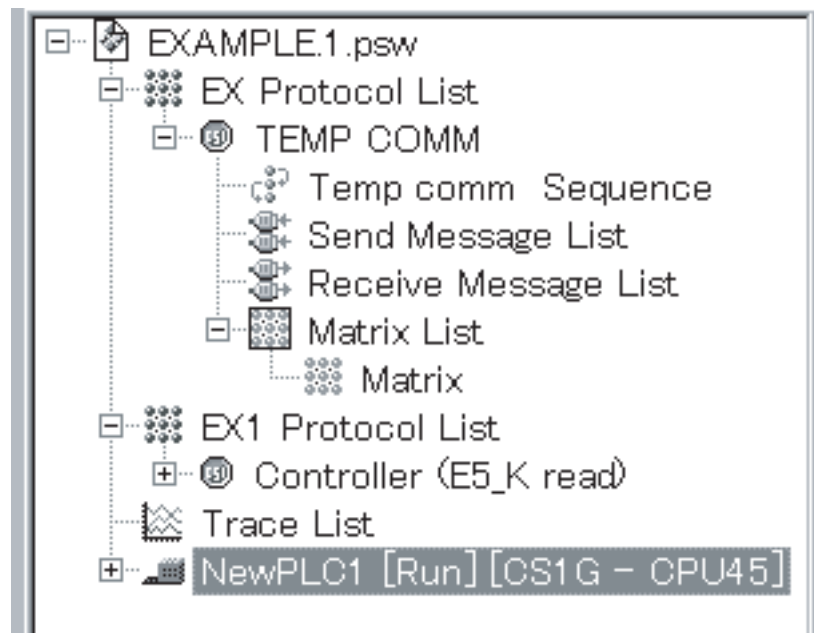 EXAMPLE.1.psw
EX Protocol List
TEMP COMM
Temp comm Sequence
Send Message List
Receive Message List
Matrix List
Matrix
EX1 Protocol List
Controller (E5_K read)
Trace List
NewPLC1 [Run] [CS1G - CPU45]